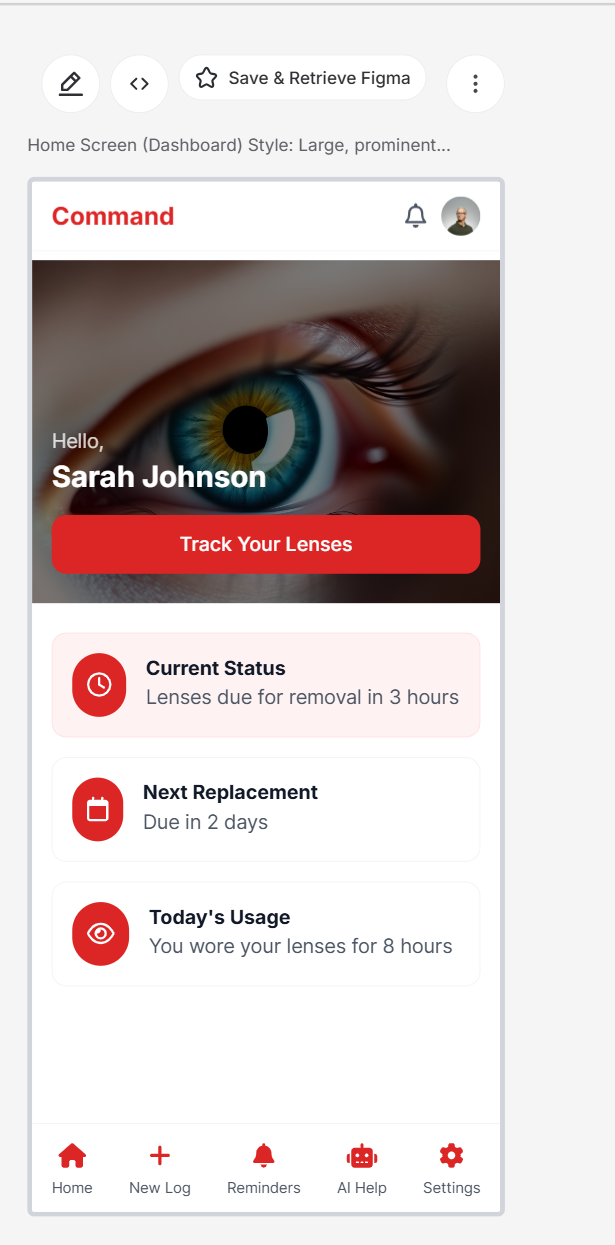 Save & Retrieve Figma
Home Screen (Dashboard) Style: Large, prominent...
Command
Hello,
Sarah Johnson
Track Your Lenses
Current Status
Lenses due for removal in 3 hours
Next Replacement
Due in 2 days
Today's Usage
You wore your lenses for 8 hours
Home New Log Reminders AI Help Settings